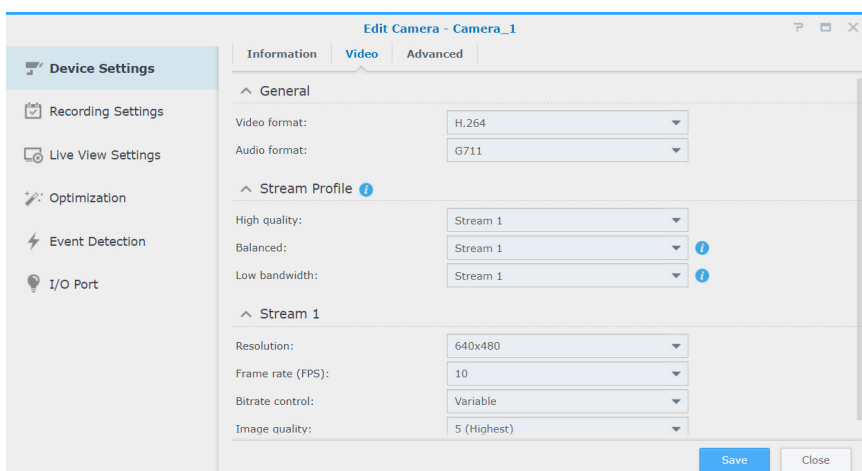 Edit Camera - Camera_1
Information Video Advanced
Device Settings
Recording Settings
Live View Settings
Optimization
Event Detection
I/O Port
General
Video format: H.264
Audio format: G711
Stream Profile
High quality: Stream 1
Balanced: Stream 1
Low bandwidth: Stream 1
Stream 1
Resolution: 640x480
Frame rate (FPS): 10
Bitrate control: Variable
Image quality: 5 (Highest)
Save Close